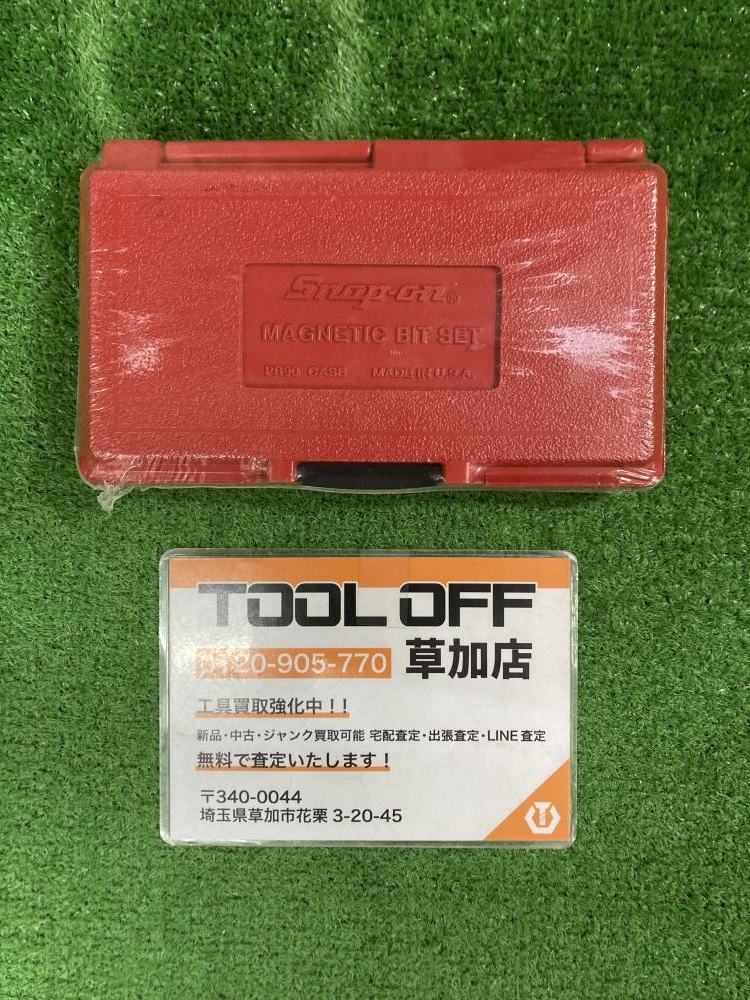 Snap-on®
MAGNETIC BIT SET
PB90 CASE MADE IN U.S.A.
TOOL OFF
20-905-770 草加店
工具買取強化中!!
新品・中古・ジャンク買取可能 宅配査定・出張査定・LINE査定
無料で査定いたします!
〒340-0044
埼玉県草加市花栗 3-20-45